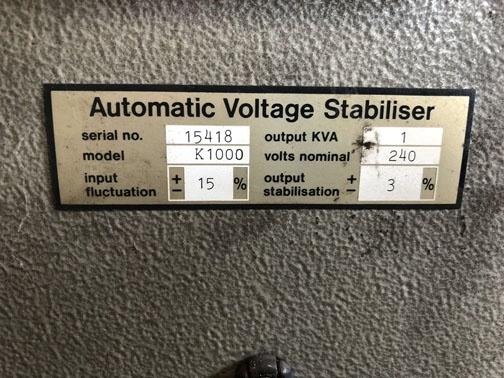 Automatic Voltage Stabiliser
serial no. 15418 output KVA 1
model K1000 volts nominal 240
input fluctuation + - 15 % output stabilisation + - 3 %